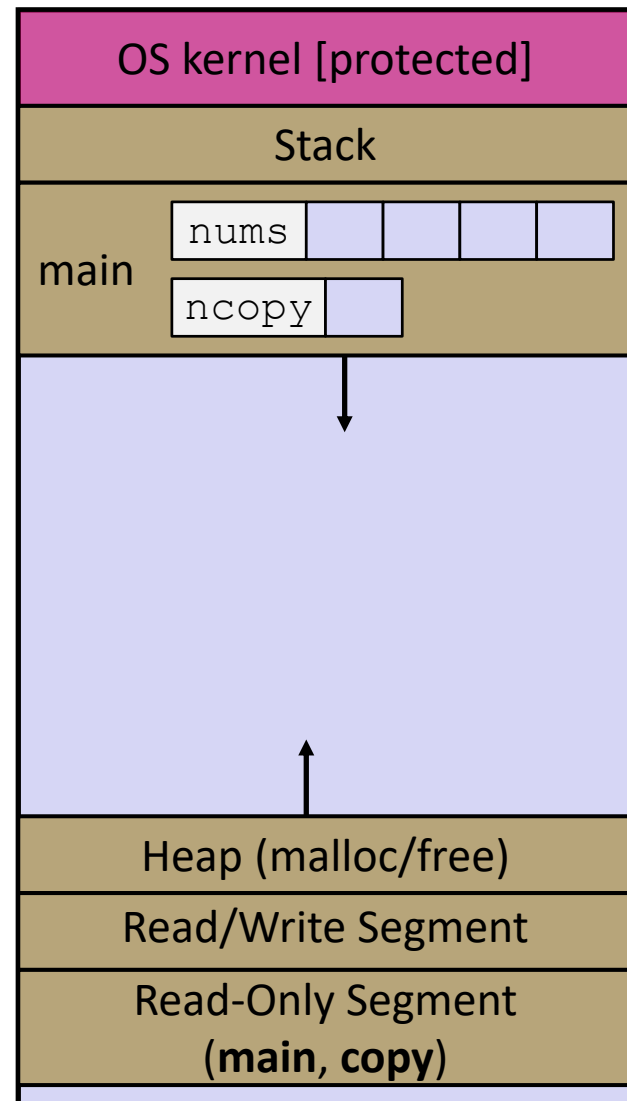 OS kernel [protected]
Stack
main
nums
ncopy
Heap (malloc/free)
Read/Write Segment
Read-Only Segment
(main, copy)